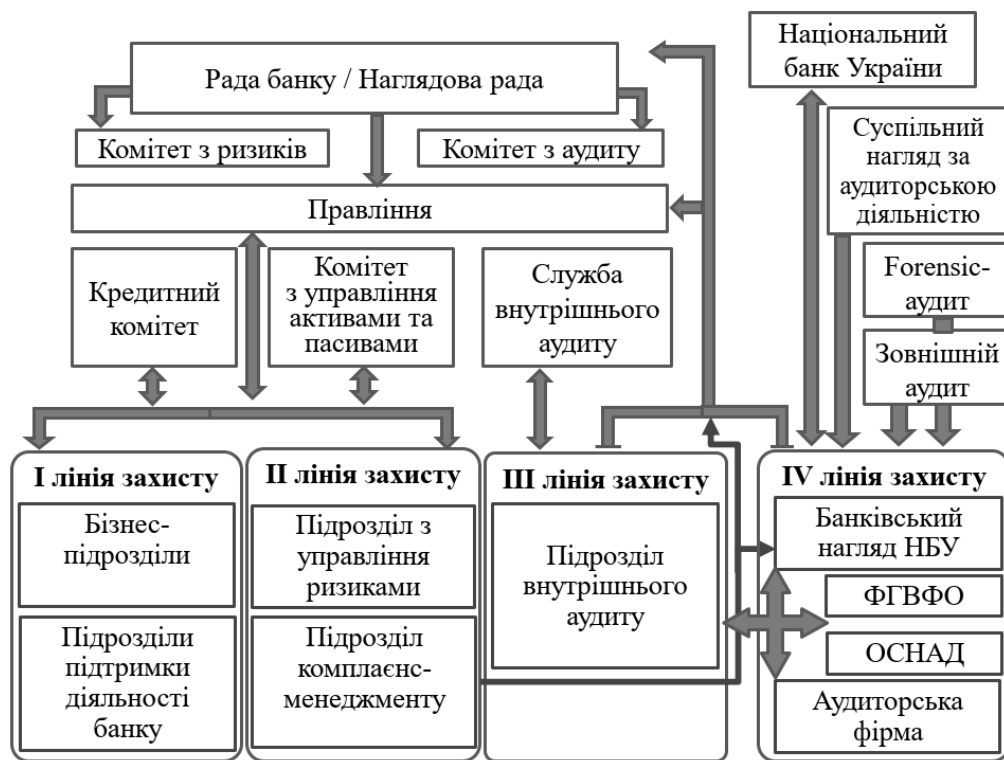 Рада банку / Наглядова рада
Комітет з ризиків
Комітет з аудиту
Правління
Кредитний
комітет
Комітет
з управління
активами та
пасивами
Служба
внутрішнього
аудиту
Національний
банк України
Суспільний
нагляд за
аудиторською
діяльністю
Forensic-
аудит
Зовнішній
аудит
І лінія захисту
Бізнес-
підрозділи
Підрозділи
підтримки
діяльності
банку
ІІ лінія захисту
Підрозділ з
управління
ризиками
Підрозділ
комплаєнс-
менеджменту
ІІІ лінія захисту
Підрозділ
внутрішнього
аудиту
IV лінія захисту
Банківський
нагляд НБУ
ФГВФО
ОСНАД
Аудиторська
фірма